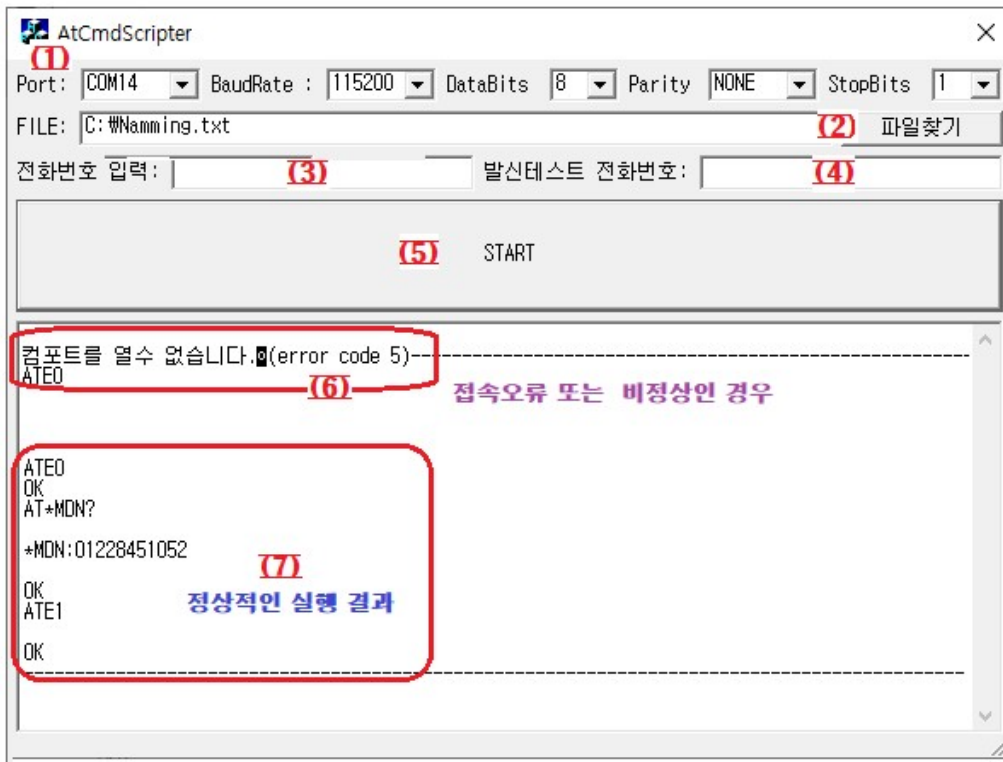 AtCmdScripter
(1)
Port: COM14 BaudRate : 115200 DataBits 8 Parity NONE StopBits 1
FILE: C:₩Namming.txt (2) 파일찾기
전화번호 입력: (3) 발신테스트 전화번호: (4)
(5) START
컴포트를 열수 없습니다.(error code 5)----------------------------------------------------------------
ATE0
(6) 접속오류 또는 비정상인 경우
ATE0
OK
AT*MDN?
*MDN:01228451052
(7)
OK
정상적인 실행 결과
ATE1
OK
--------------------------------------------------------------------------------